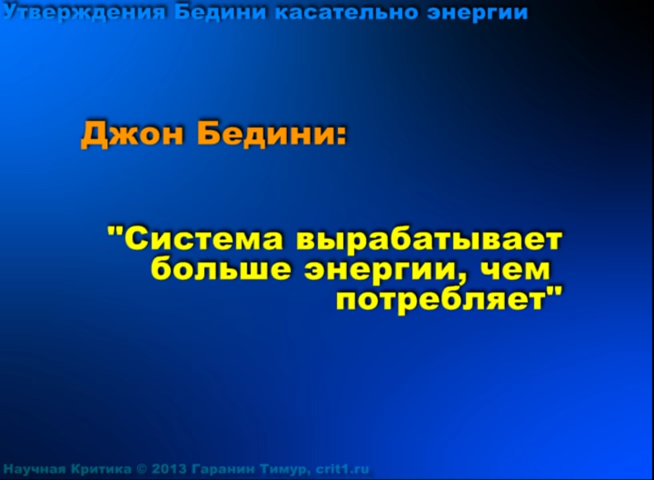 Утверждения Бедини касательно энергии
Джон Бедини:
"Система вырабатывает
больше энергии, чем
потребляет"
Научная Критика © 2013 Гаранин Тимур, crit1.ru